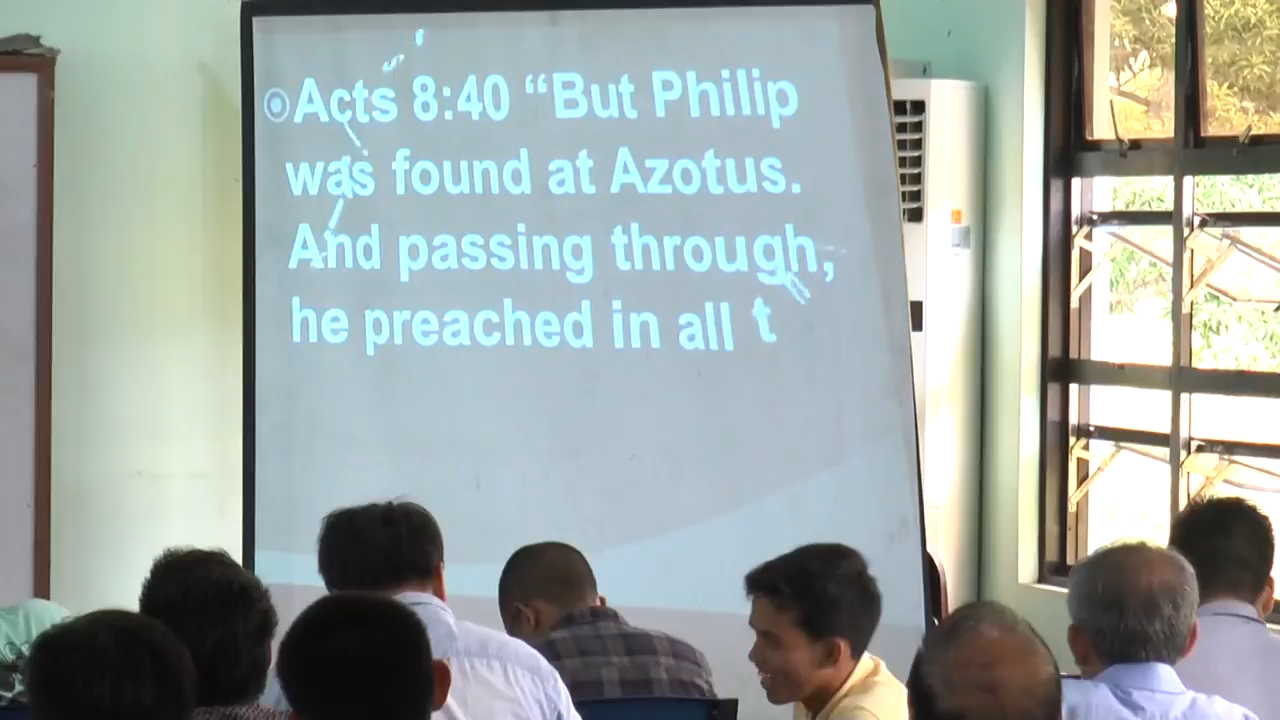 Acts 8:40 “But Philip
was found at Azotus.
And passing through,
he preached in all t